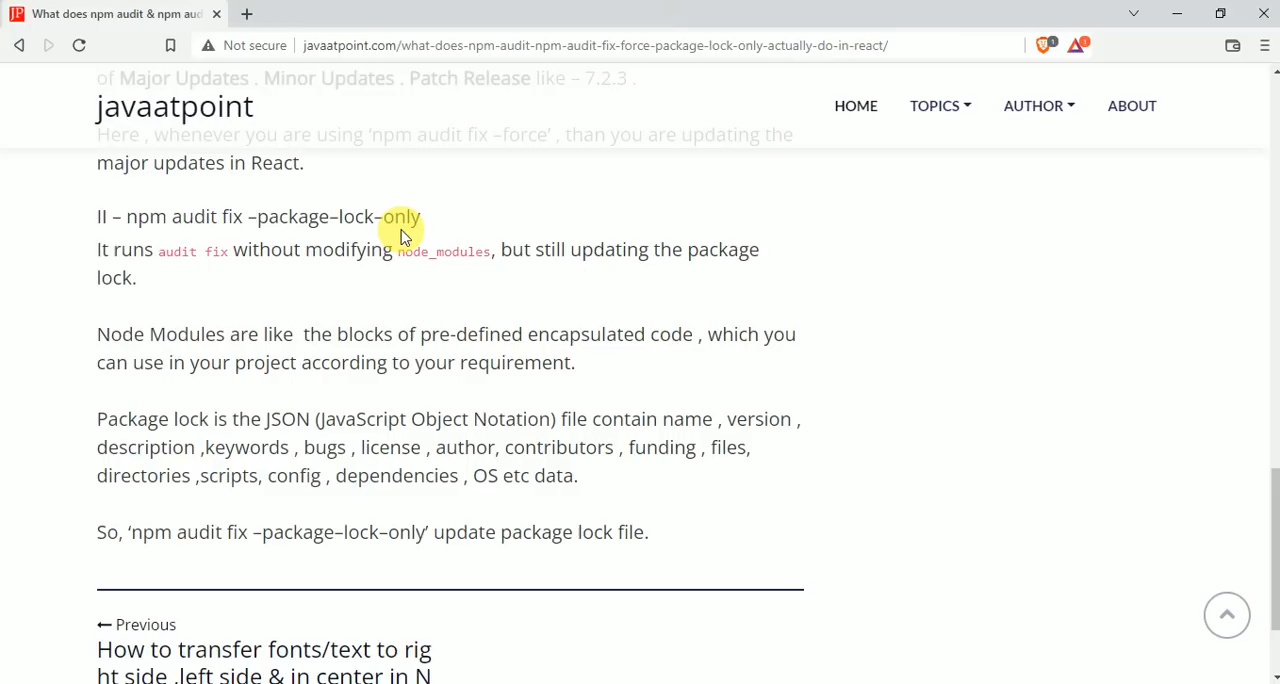 What does npm audit & npm aud
Not secure
javaatpoint.com/what-does-npm-audit-npm-audit-fix-force-package-lock-only-actually-do-in-react/
1
1
of Major Updates . Minor Updates . Patch Release like – 7.2.3 .
javaatpoint
HOME TOPICS AUTHOR ABOUT
Here , whenever you are using ‘npm audit fix –force’ , than you are updating the
major updates in React.
II – npm audit fix –package–lock–only
It runs audit fix without modifying node_modules, but still updating the package
lock.
Node Modules are like the blocks of pre-defined encapsulated code , which you
can use in your project according to your requirement.
Package lock is the JSON (JavaScript Object Notation) file contain name , version ,
description ,keywords , bugs , license , author, contributors , funding , files,
directories ,scripts, config , dependencies , OS etc data.
So, ‘npm audit fix –package–lock–only’ update package lock file.
← Previous
How to transfer fonts/text to rig
ht side ,left side & in center in N